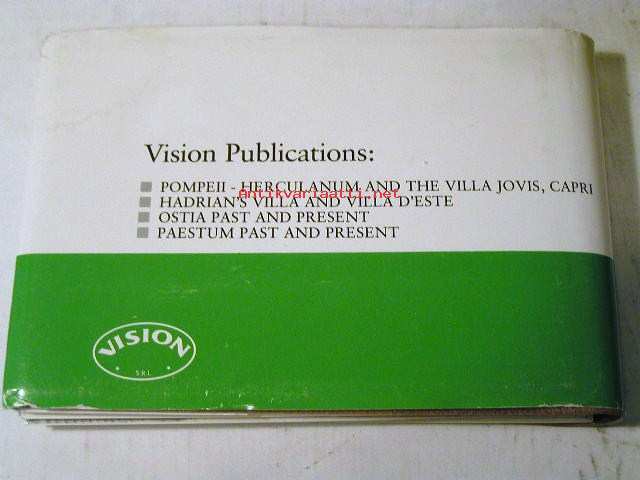 Vision Publications:
POMPEII - HERCULANUM AND THE VILLA JOVIS, CAPRI
Antikvariaatti.net
HADRIAN'S VILLA AND VILLA D'ESTE
OSTIA PAST AND PRESENT
PAESTUM PAST AND PRESENT
VISION
S.R.L.